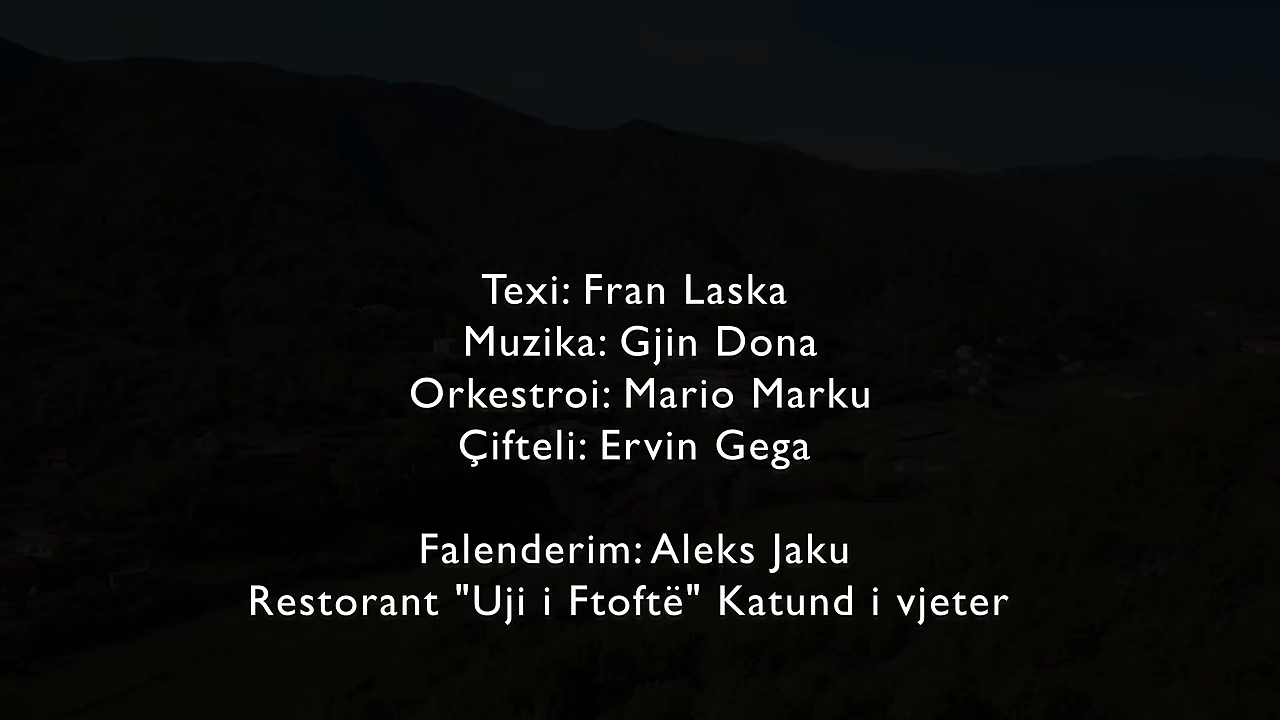 Texi: Fran Laska
Muzika: Gjin Dona
Orkestroi: Mario Marku
Çifteli: Ervin Gega
Falenderim: Aleks Jaku
Restorant "Uji i Ftoftë" Katund i vjeter